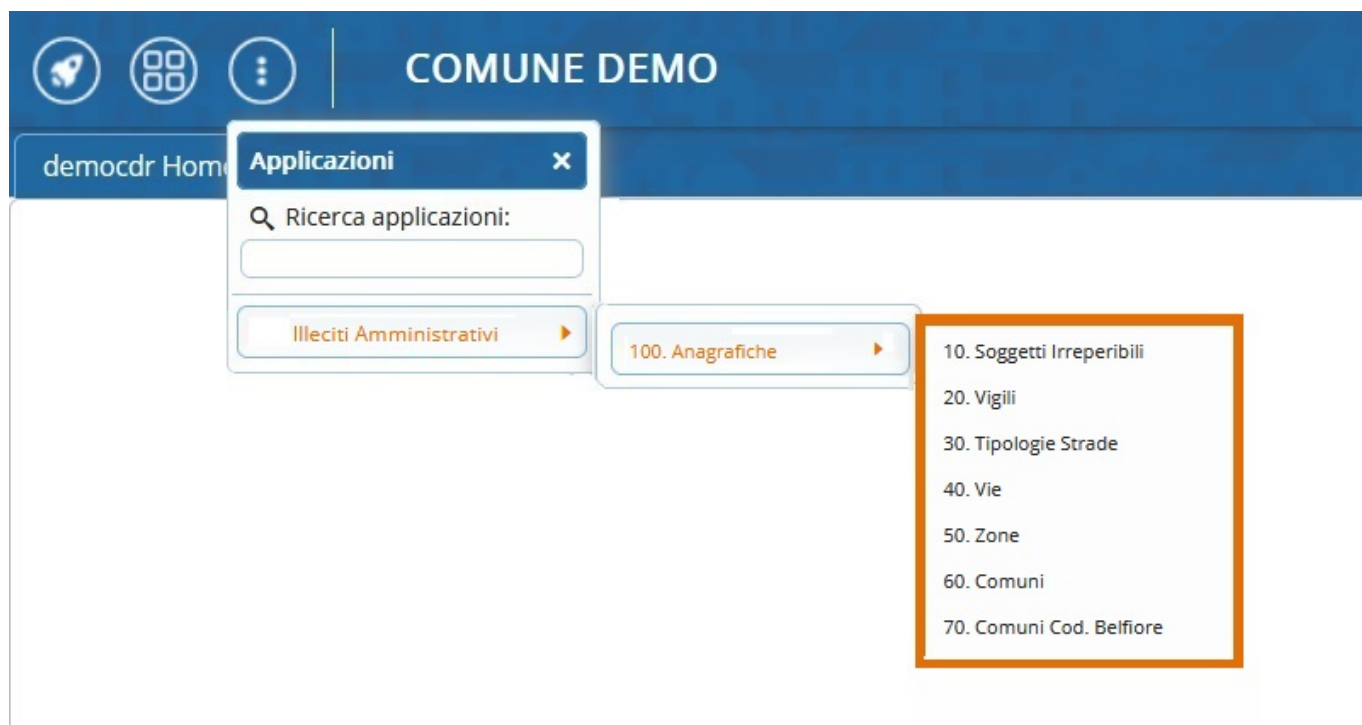 COMUNE DEMO
democdr Hom
Applicazioni
Ricerca applicazioni:
Illeciti Amministrativi
100. Anagrafiche
10. Soggetti Irreperibili
20. Vigili
30. Tipologie Strade
40. Vie
50. Zone
60. Comuni
70. Comuni Cod. Belfiore